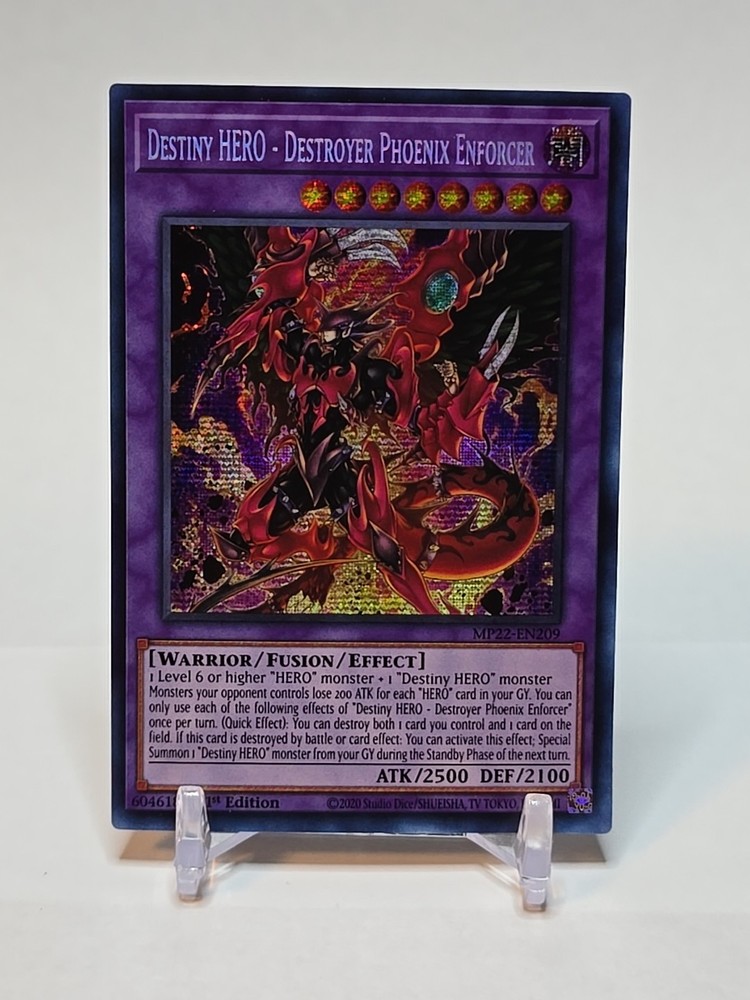 DESTINY HERO - DESTROYER PHOENIX ENFORCER
闇
MP22-EN209
[WARRIOR/FUSION/EFFECT]
1 Level 6 or higher "HERO" monster + 1 "Destiny HERO" monster
Monsters your opponent controls lose 200 ATK for each "HERO" card in your GY. You can
only use each of the following effects of "Destiny HERO - Destroyer Phoenix Enforcer"
once per turn. (Quick Effect): You can destroy both 1 card you control and 1 card on the
field. If this card is destroyed by battle or card effect: You can activate this effect; Special
Summon 1 "Destiny HERO" monster from your GY during the Standby Phase of the next turn.
ATK/2500 DEF/2100
1st Edition ©2020 Studio Dice/SHUEISHA, TV TOKYO,